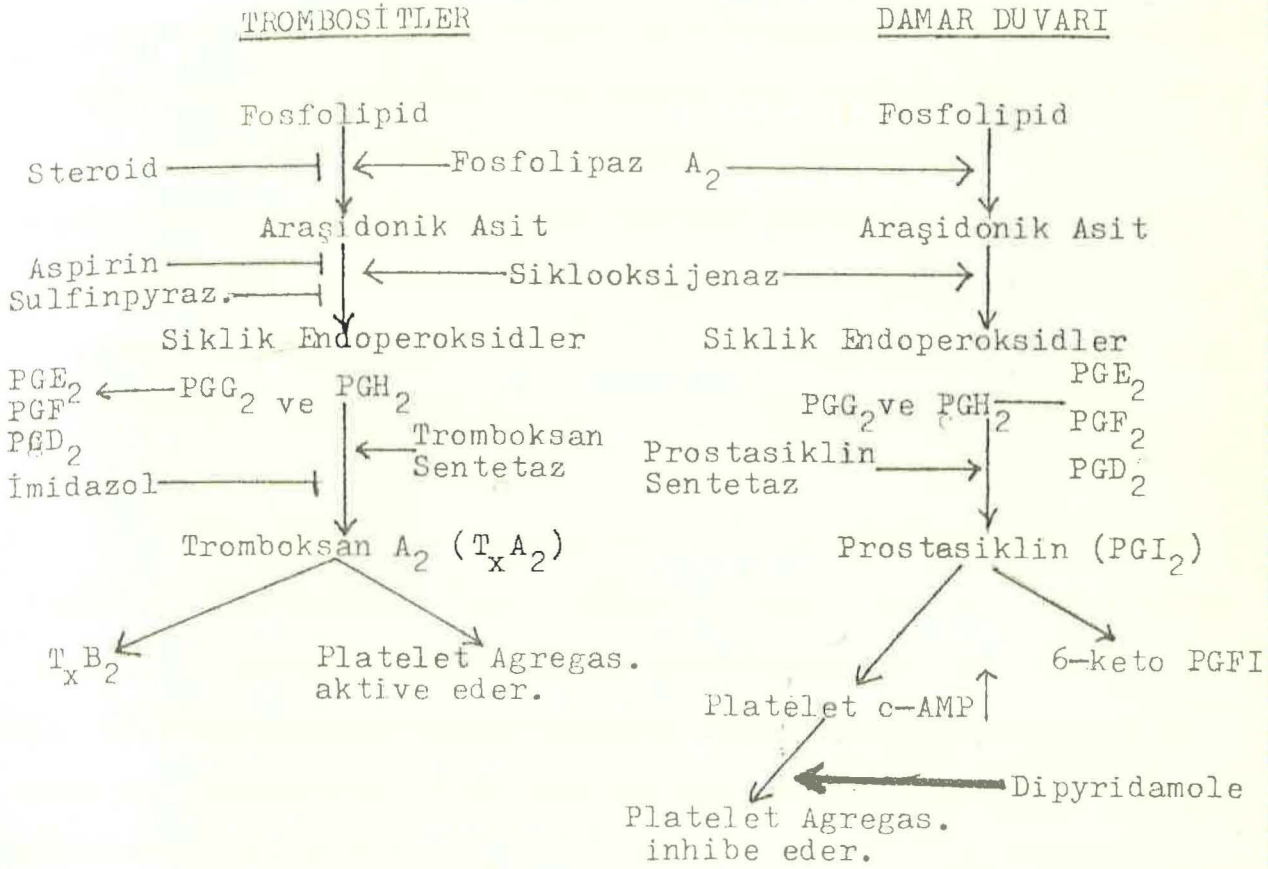 TROMBOSİTLER DAMAR DUVARI
Fosfolipid Fosfolipid
Steroid Fosfolipaz A2
Araşidonik Asit Araşidonik Asit
Aspirin Siklooksijenaz
Sulfinpyraz.
Siklik Endoperoksidler Siklik Endoperoksidler
PGE2 PGG2 ve PGH2 PGG2 ve PGH2 PGE2
PGF PGF2
PGD2 PGD2
Tromboksan Prostasiklin
Sentetaz Sentetaz
İmidazol
Tromboksan A2 (TxA2) Prostasiklin (PGI2)
TxB2 Platelet Agregas. 6-keto PGFI
aktive eder.
Platelet c-AMP
Dipyridamole
Platelet Agregas.
inhibe eder.